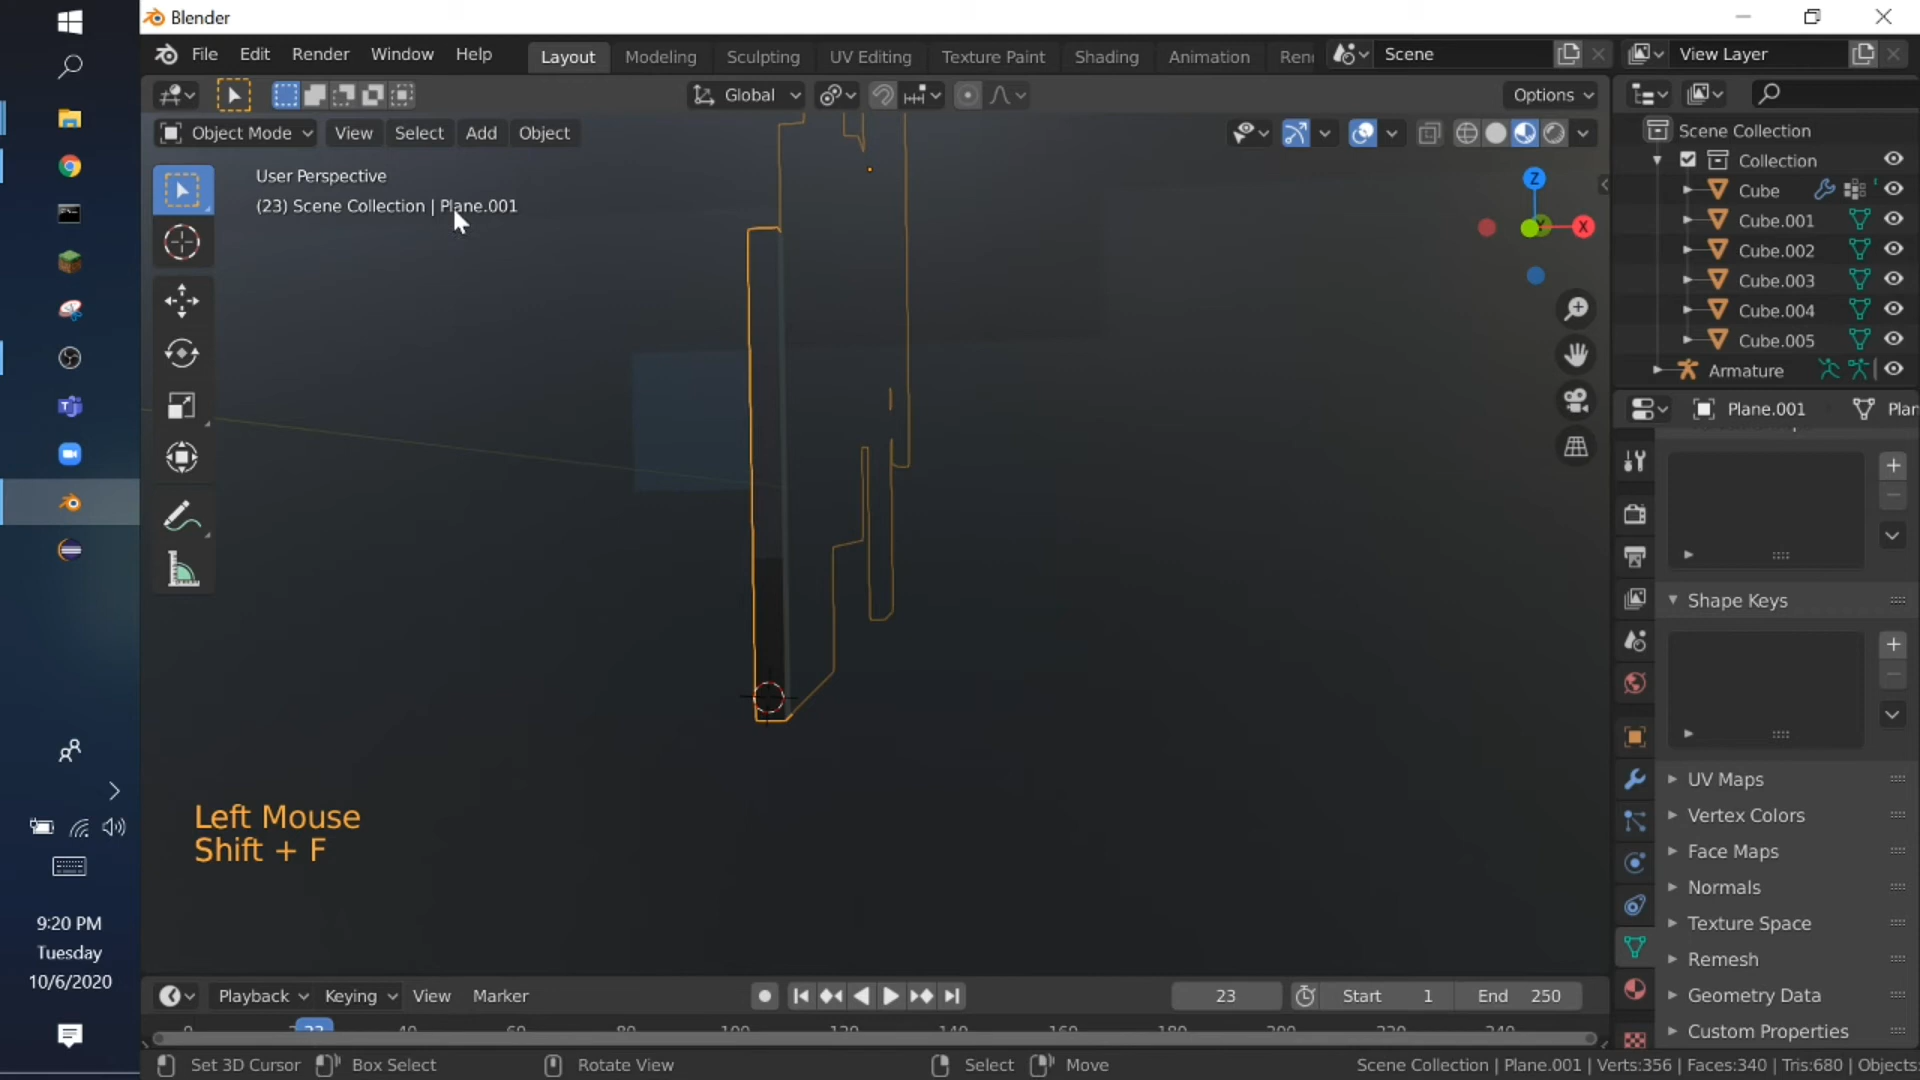 Blender
File Edit Render Window Help Layout Modeling Sculpting UV Editing Texture Paint Shading Animation Scene View Layer
Global Options
Object Mode View Select Add Object
User Perspective
(23) Scene Collection | Plane.001
Z
X
Scene Collection
Collection
Cube
Cube.001
Cube.002
Cube.003
Cube.004
Cube.005
Armature
Plane.001
Shape Keys
UV Maps
Vertex Colors
Face Maps
Normals
Texture Space
Remesh
Geometry Data
Custom Properties
Left Mouse
Shift + F
9:20 PM
Tuesday
10/6/2020
Playback Keying View Marker 23 Start 1 End 250
Set 3D Cursor Box Select Rotate View Select Move Scene Collection | Plane.001 | Verts:356 | Faces:340 | Tris:680 | Objects